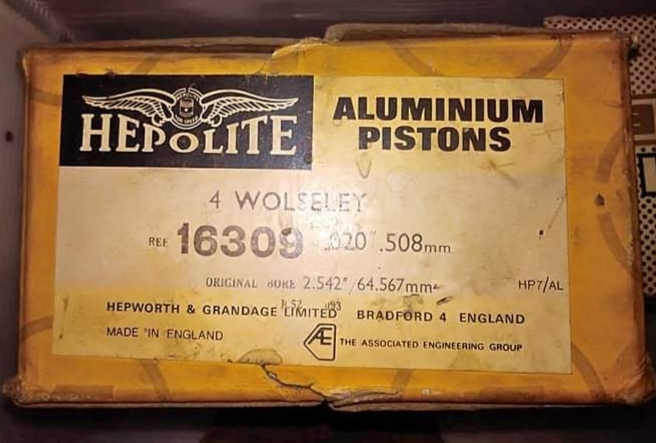 HEPOLITE
ALUMINIUM
PISTONS
4 WOLSELEY
REF 16309 .020" .508mm
ORIGINAL BORE 2.542"/64.567mm
HP7/AL
HEPWORTH & GRANDAGE LIMITED BRADFORD 4 ENGLAND
MADE IN ENGLAND
AE THE ASSOCIATED ENGINEERING GROUP